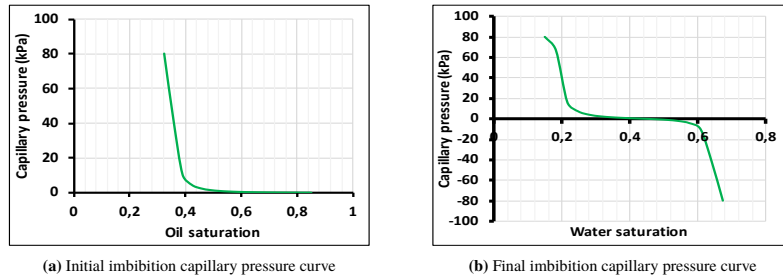 100
80
60
40
20
0
0 0,2 0,4 0,6 0,8 1
Capillary pressure (kPa)
Oil saturation
(a) Initial imbibition capillary pressure curve
100
80
60
40
20
0
-20
-40
-60
-80
-100
0 0,2 0,4 0,6 0,8
Capillary pressure (kPa)
Water saturation
(b) Final imbibition capillary pressure curve